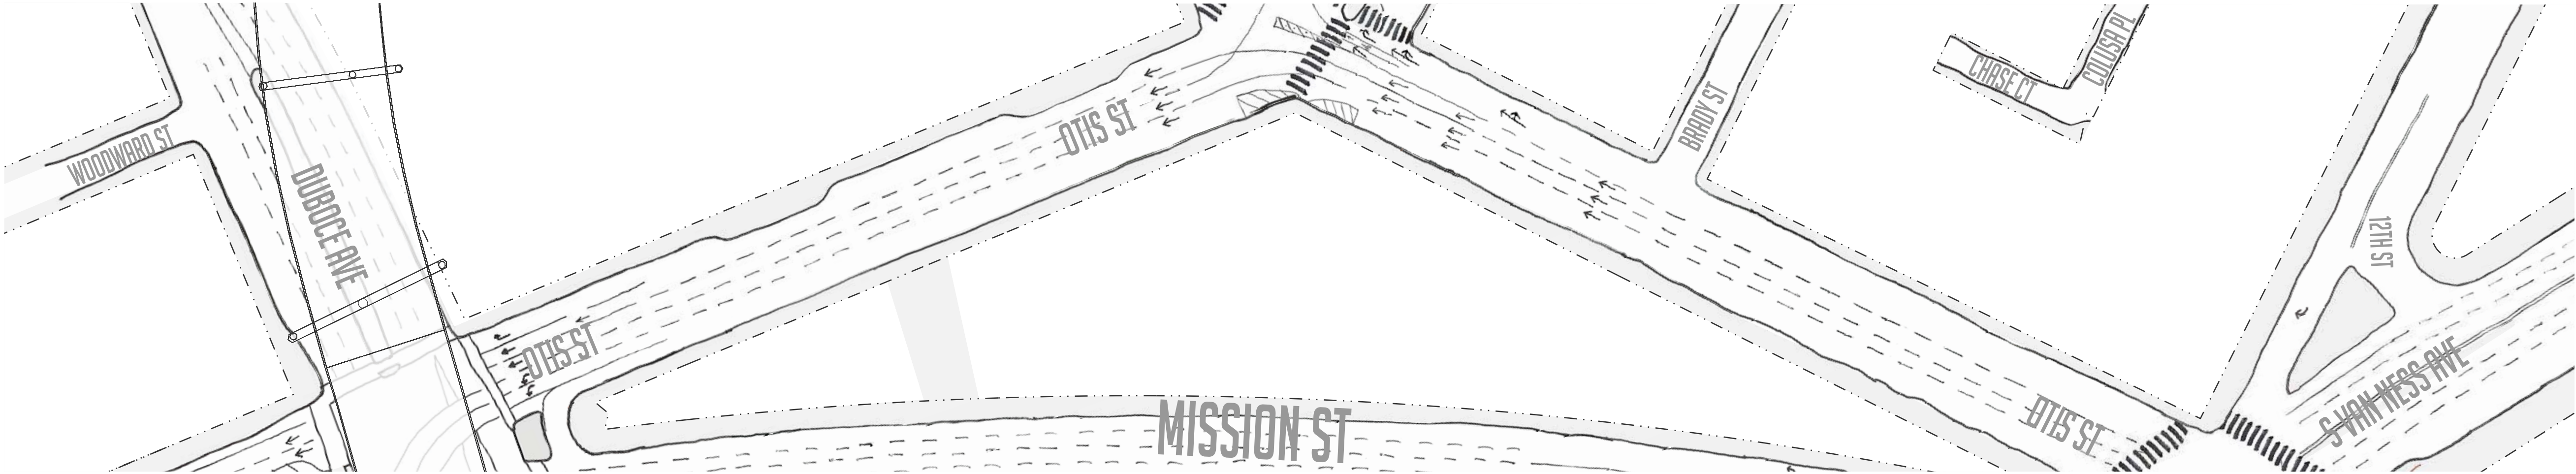 WOODWARD ST
DUBOCE AVE
OTIS ST
OTIS ST
MISSION ST
BRADY ST
CHASE CT
COLUSA PL
12TH ST
S VAN NESS AVE
OTIS ST